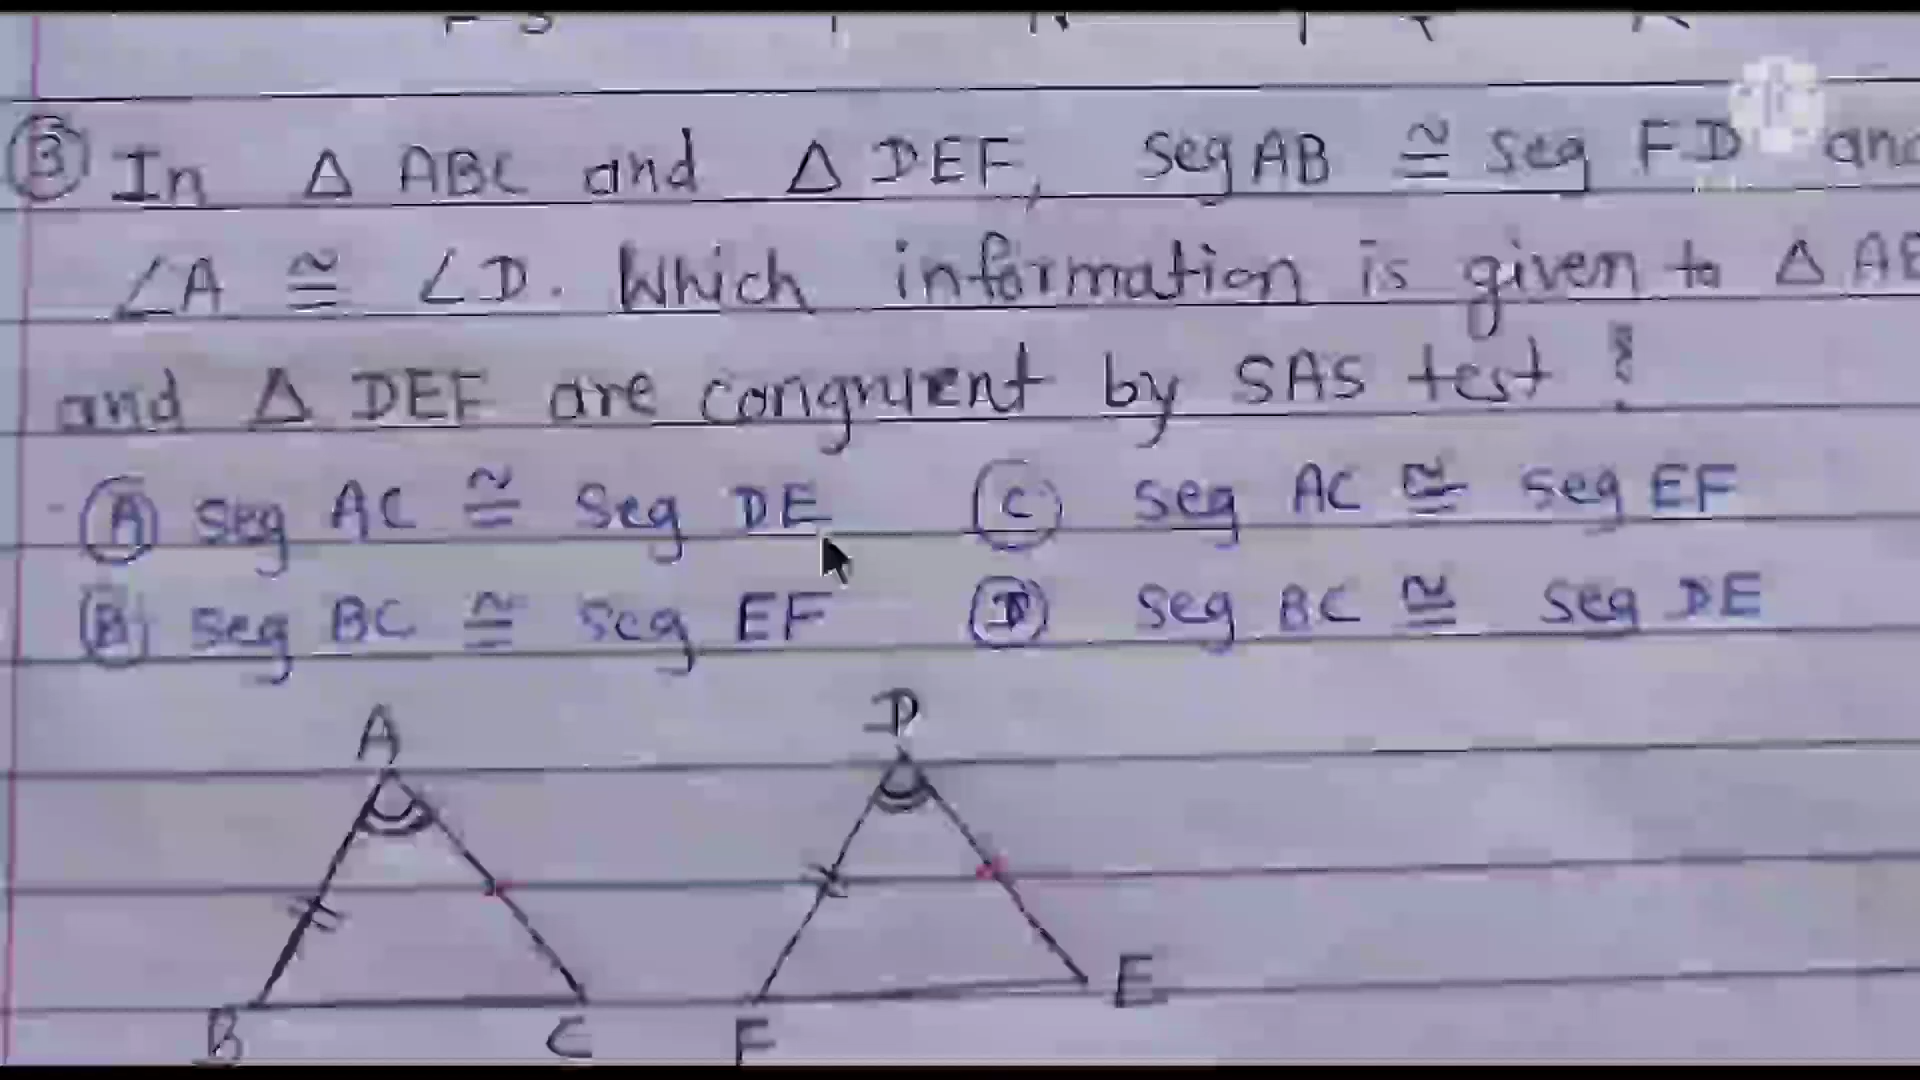 ③ In △ ABC and △ DEF, seg AB ≅ seg FD and
∠A ≅ ∠D. Which information is given to △ AB
and △ DEF are congruent by SAS test ?
Ⓐ seg AC ≅ seg DE Ⓒ seg AC ≅ seg EF
Ⓑ seg BC ≅ seg EF Ⓓ seg BC ≅ seg DE
A D
B C F E